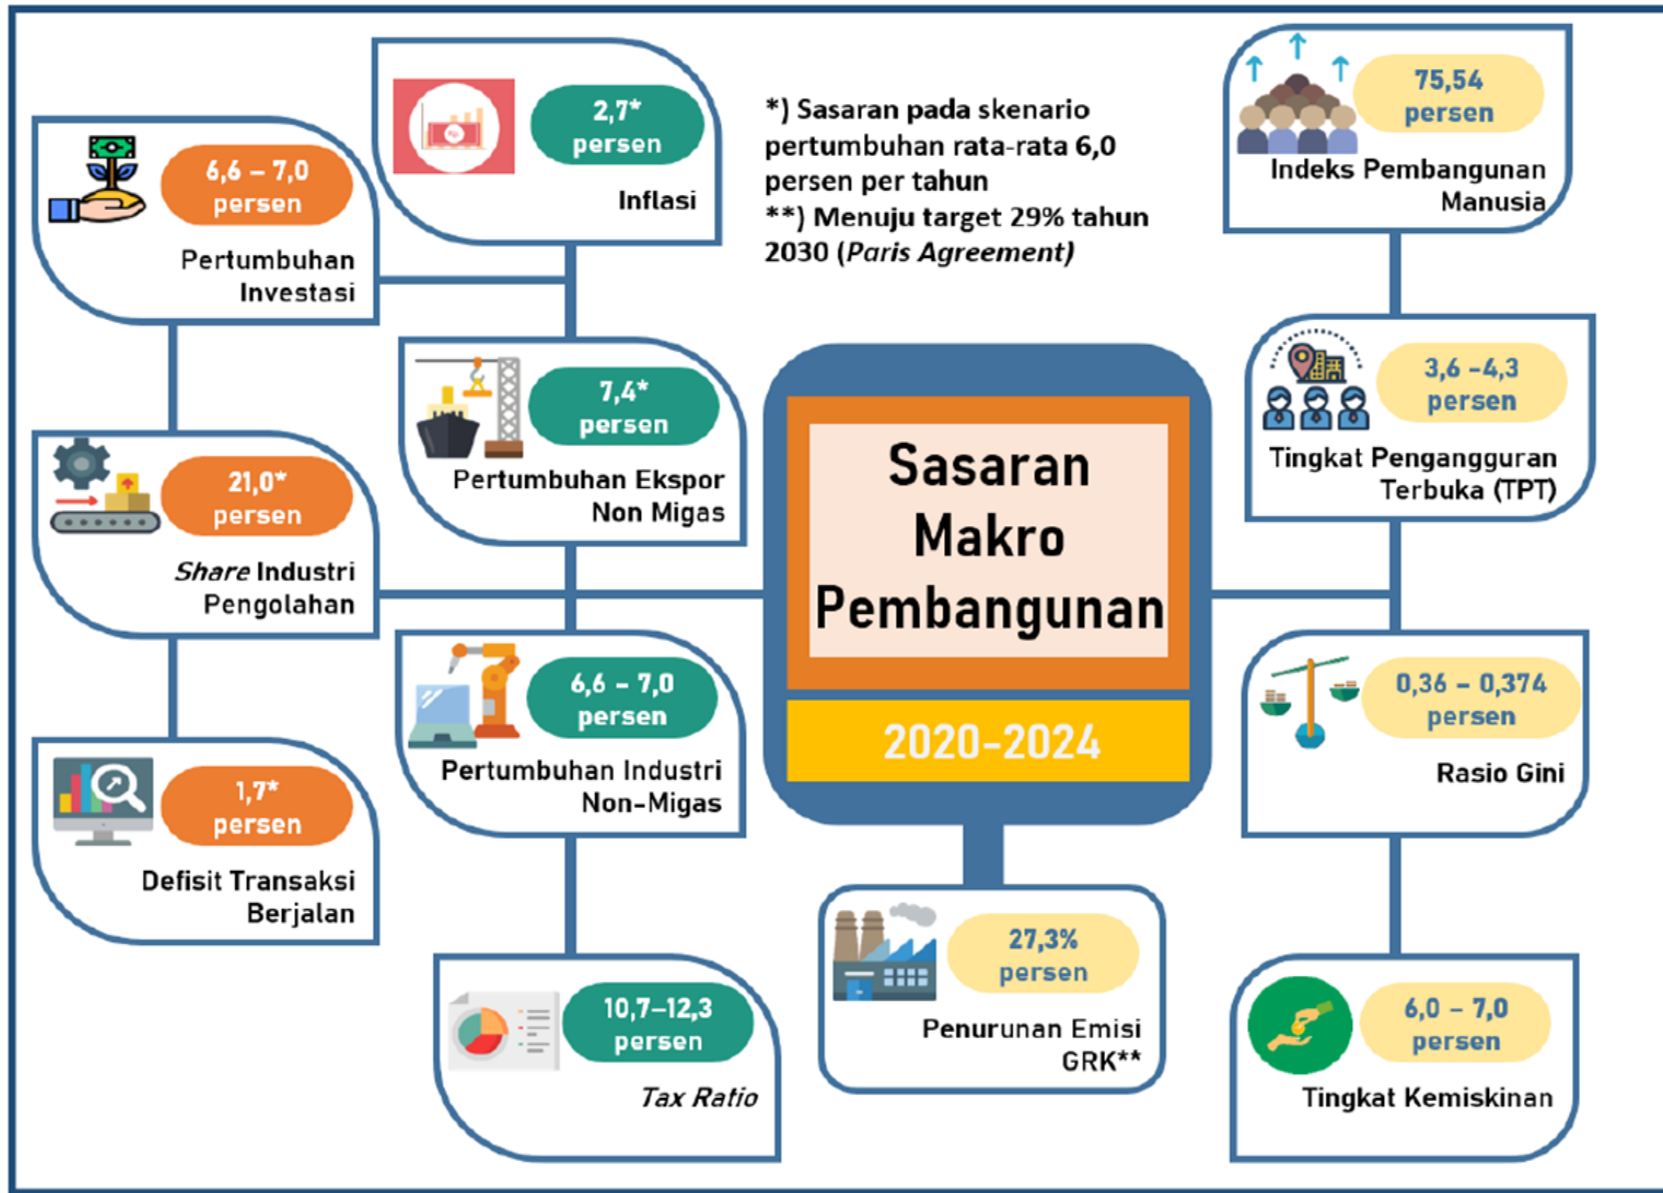 6,6 – 7,0
persen
Pertumbuhan
Investasi
21,0*
persen
Share Industri
Pengolahan
1,7*
persen
Defisit Transaksi
Berjalan
2,7*
persen
Inflasi
7,4*
persen
Pertumbuhan Ekspor
Non Migas
6,6 – 7,0
persen
Pertumbuhan Industri
Non-Migas
10,7–12,3
persen
Tax Ratio
*) Sasaran pada skenario
pertumbuhan rata-rata 6,0
persen per tahun
**) Menuju target 29% tahun
2030 (Paris Agreement)
Sasaran
Makro
Pembangunan
2020-2024
27,3%
persen
Penurunan Emisi
GRK**
75,54
persen
Indeks Pembangunan
Manusia
3,6 –4,3
persen
Tingkat Pengangguran
Terbuka (TPT)
0,36 – 0,374
persen
Rasio Gini
6,0 – 7,0
persen
Tingkat Kemiskinan